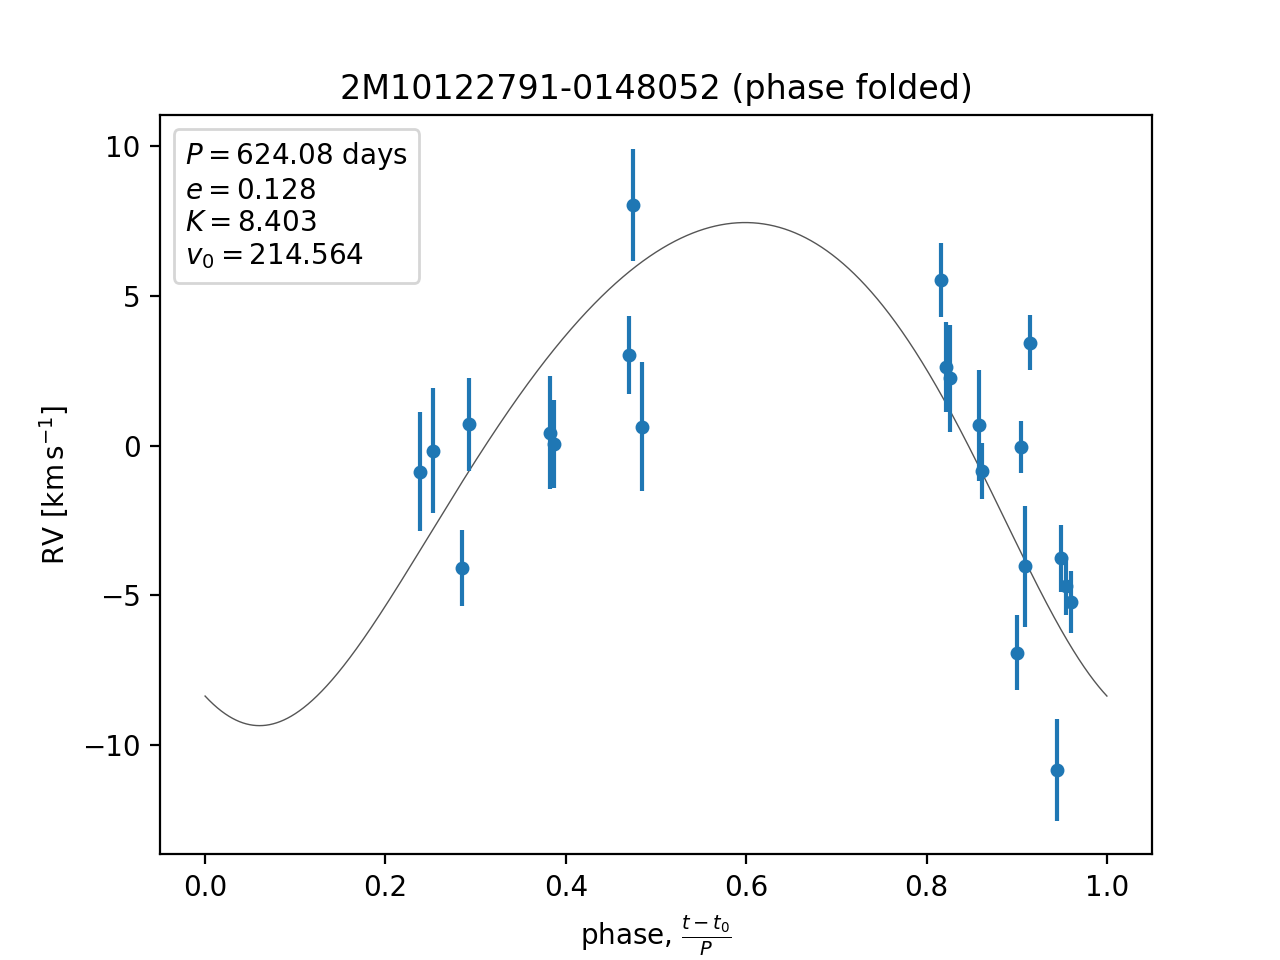 2M10122791-0148052 (phase folded)
P = 624.08 days
e = 0.128
K = 8.403
v₀ = 214.564
10
5
0
−5
−10
RV [km s⁻¹]
0.0 0.2 0.4 0.6 0.8 1.0
phase, (t − t₀)/P